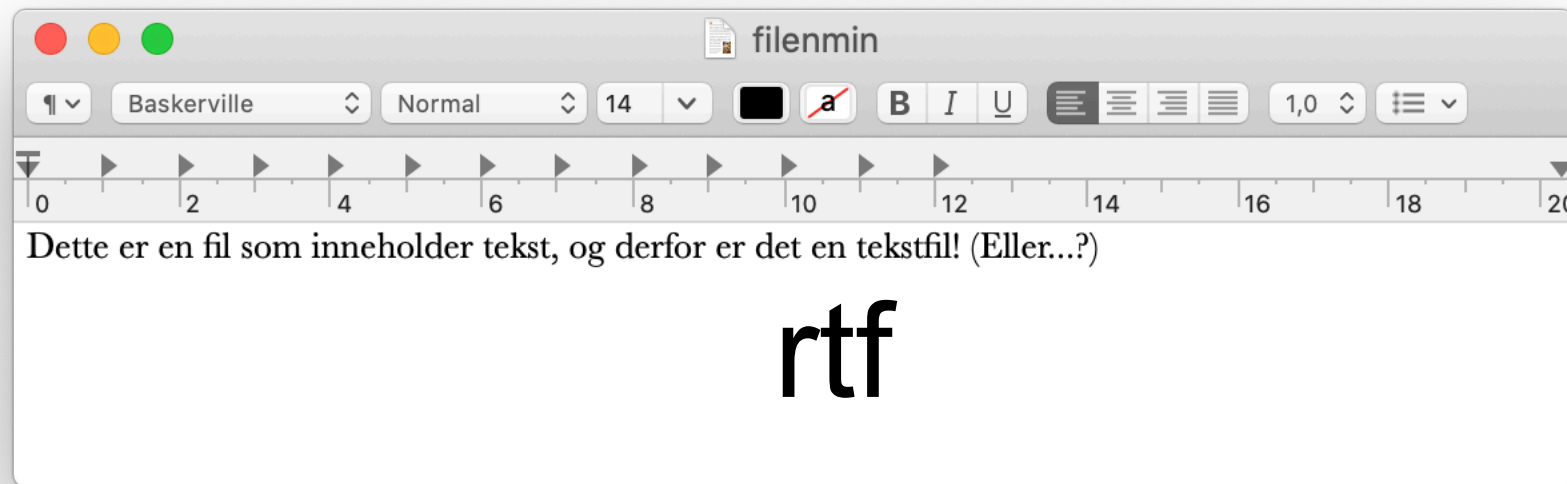 filenmin
¶ Baskerville Normal 14 a B I U 1,0
0 2 4 6 8 10 12 14 16 18 20
Dette er en fil som inneholder tekst, og derfor er det en tekstfil! (Eller...?)
rtf